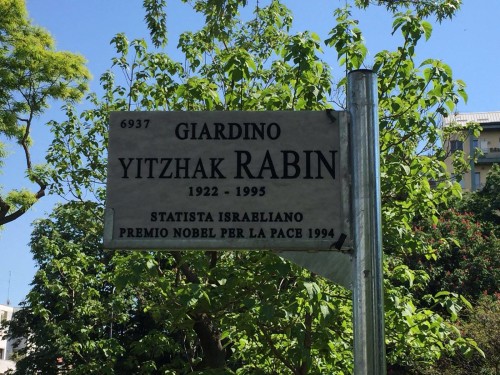 6937
GIARDINO
YITZHAK RABIN
1922 - 1995
STATISTA ISRAELIANO
PREMIO NOBEL PER LA PACE 1994